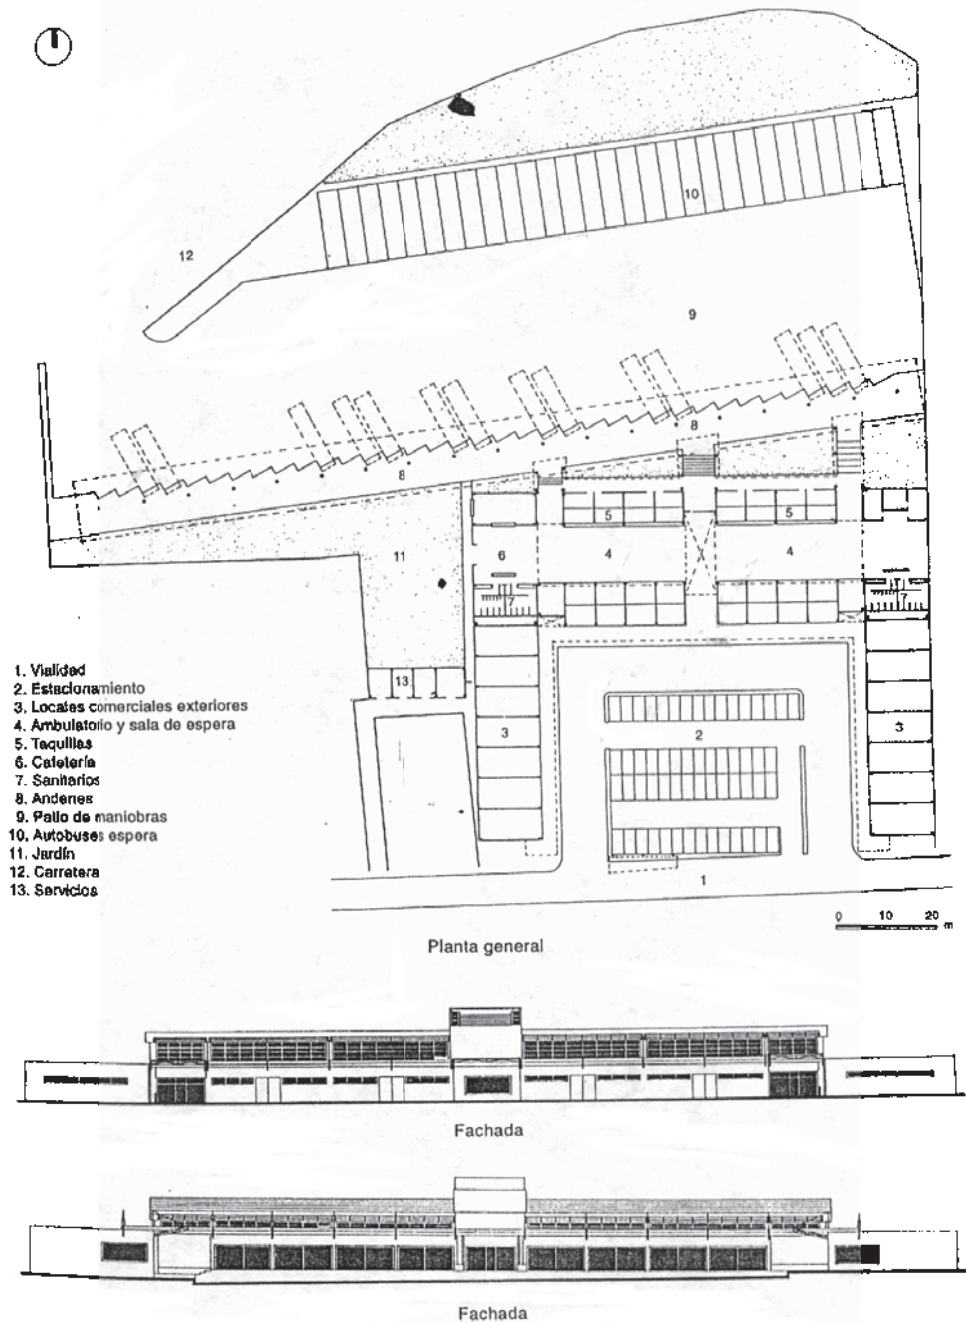 12
10
9
8
8
5
5
11
6
4
4
7
7
13
3
2
3
1
1. Vialidad
2. Estacionamiento
3. Locales comerciales exteriores
4. Ambulatorio y sala de espera
5. Taquillas
6. Cafetería
7. Sanitarios
8. Andenes
9. Patio de maniobras
10. Autobuses espera
11. Jardín
12. Carretera
13. Servicios
0 10 20 m
Planta general
Fachada
Fachada